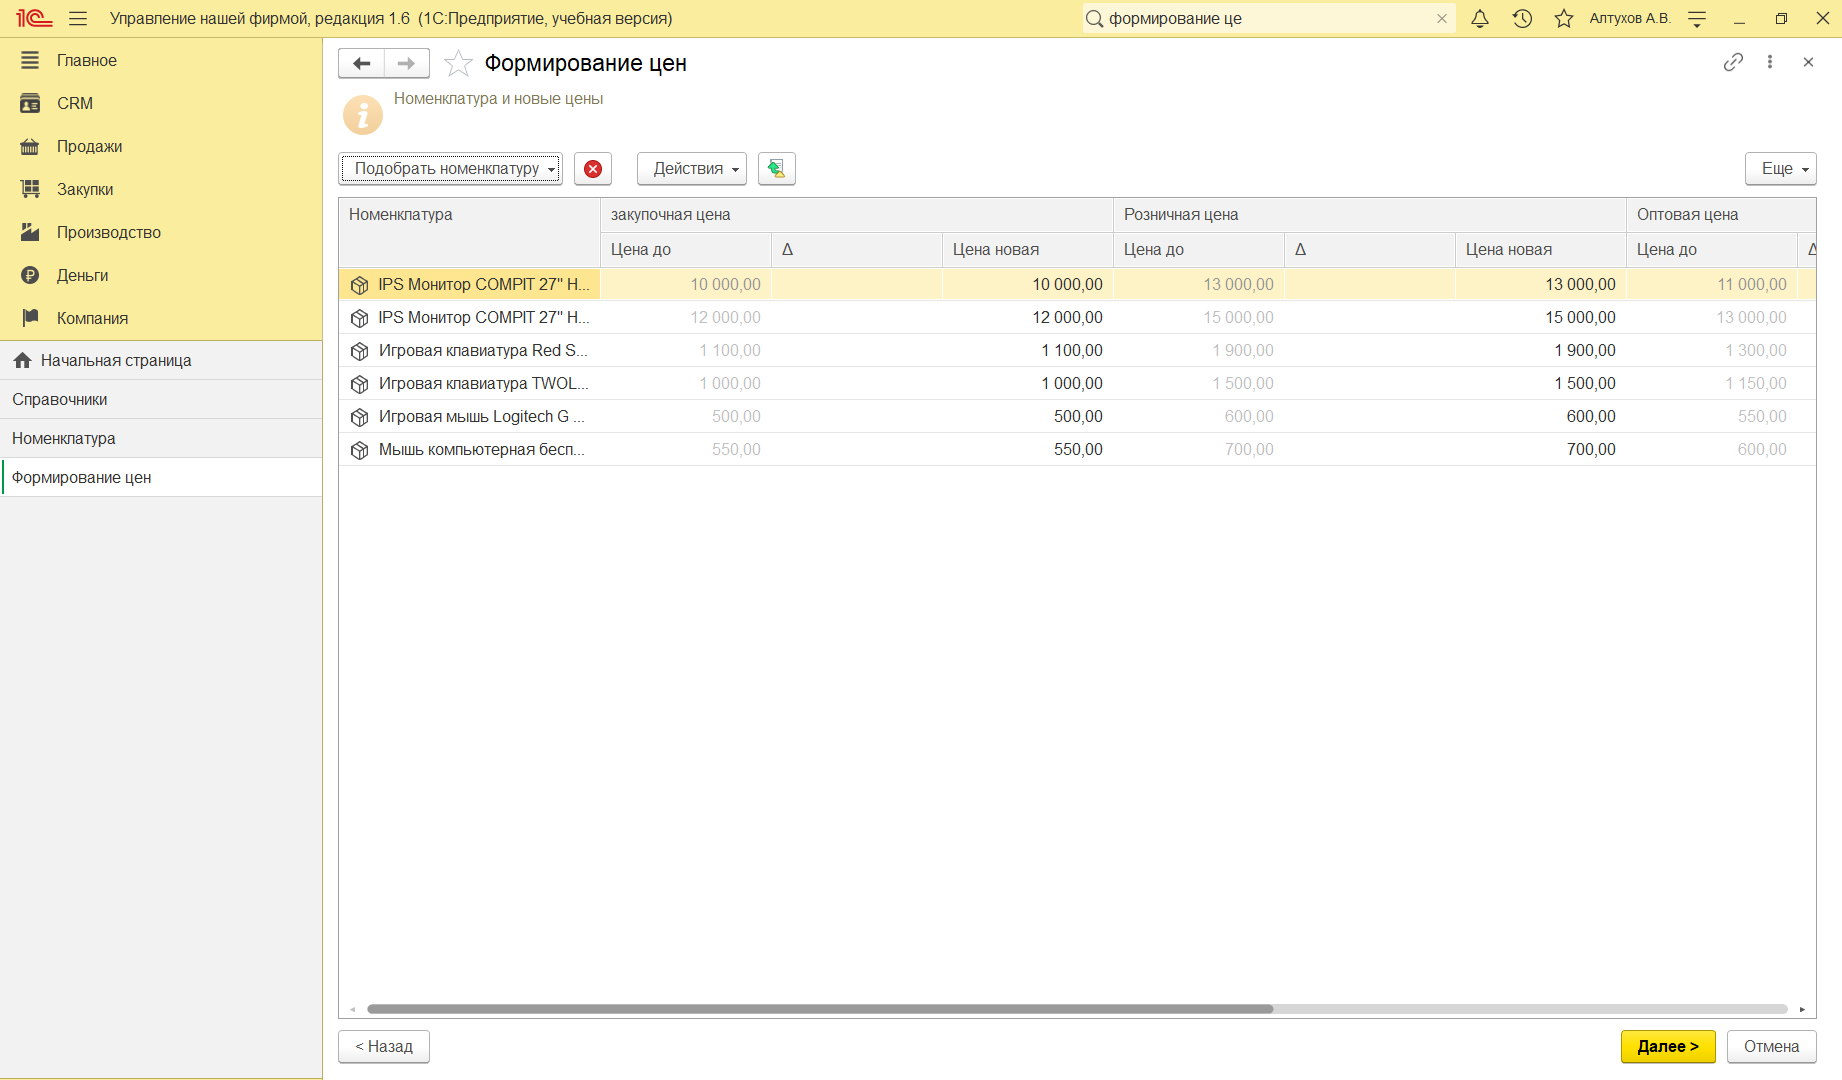 1С Управление нашей фирмой, редакция 1.6 (1С:Предприятие, учебная версия) формирование це Алтухов А.В.
Главное
CRM
Продажи
Закупки
Производство
Деньги
Компания
Начальная страница
Справочники
Номенклатура
Формирование цен
Формирование цен
Номенклатура и новые цены
Подобрать номенклатуру Действия Еще
Номенклатура закупочная цена Розничная цена Оптовая цена
Цена до Δ Цена новая Цена до Δ Цена новая Цена до Δ
IPS Монитор COMPIT 27" H... 10 000,00 10 000,00 13 000,00 13 000,00 11 000,00
IPS Монитор COMPIT 27" H... 12 000,00 12 000,00 15 000,00 15 000,00 13 000,00
Игровая клавиатура Red S... 1 100,00 1 100,00 1 900,00 1 900,00 1 300,00
Игровая клавиатура TWOL... 1 000,00 1 000,00 1 500,00 1 500,00 1 150,00
Игровая мышь Logitech G ... 500,00 500,00 600,00 600,00 550,00
Мышь компьютерная бесп... 550,00 550,00 700,00 700,00 600,00
< Назад Далее > Отмена